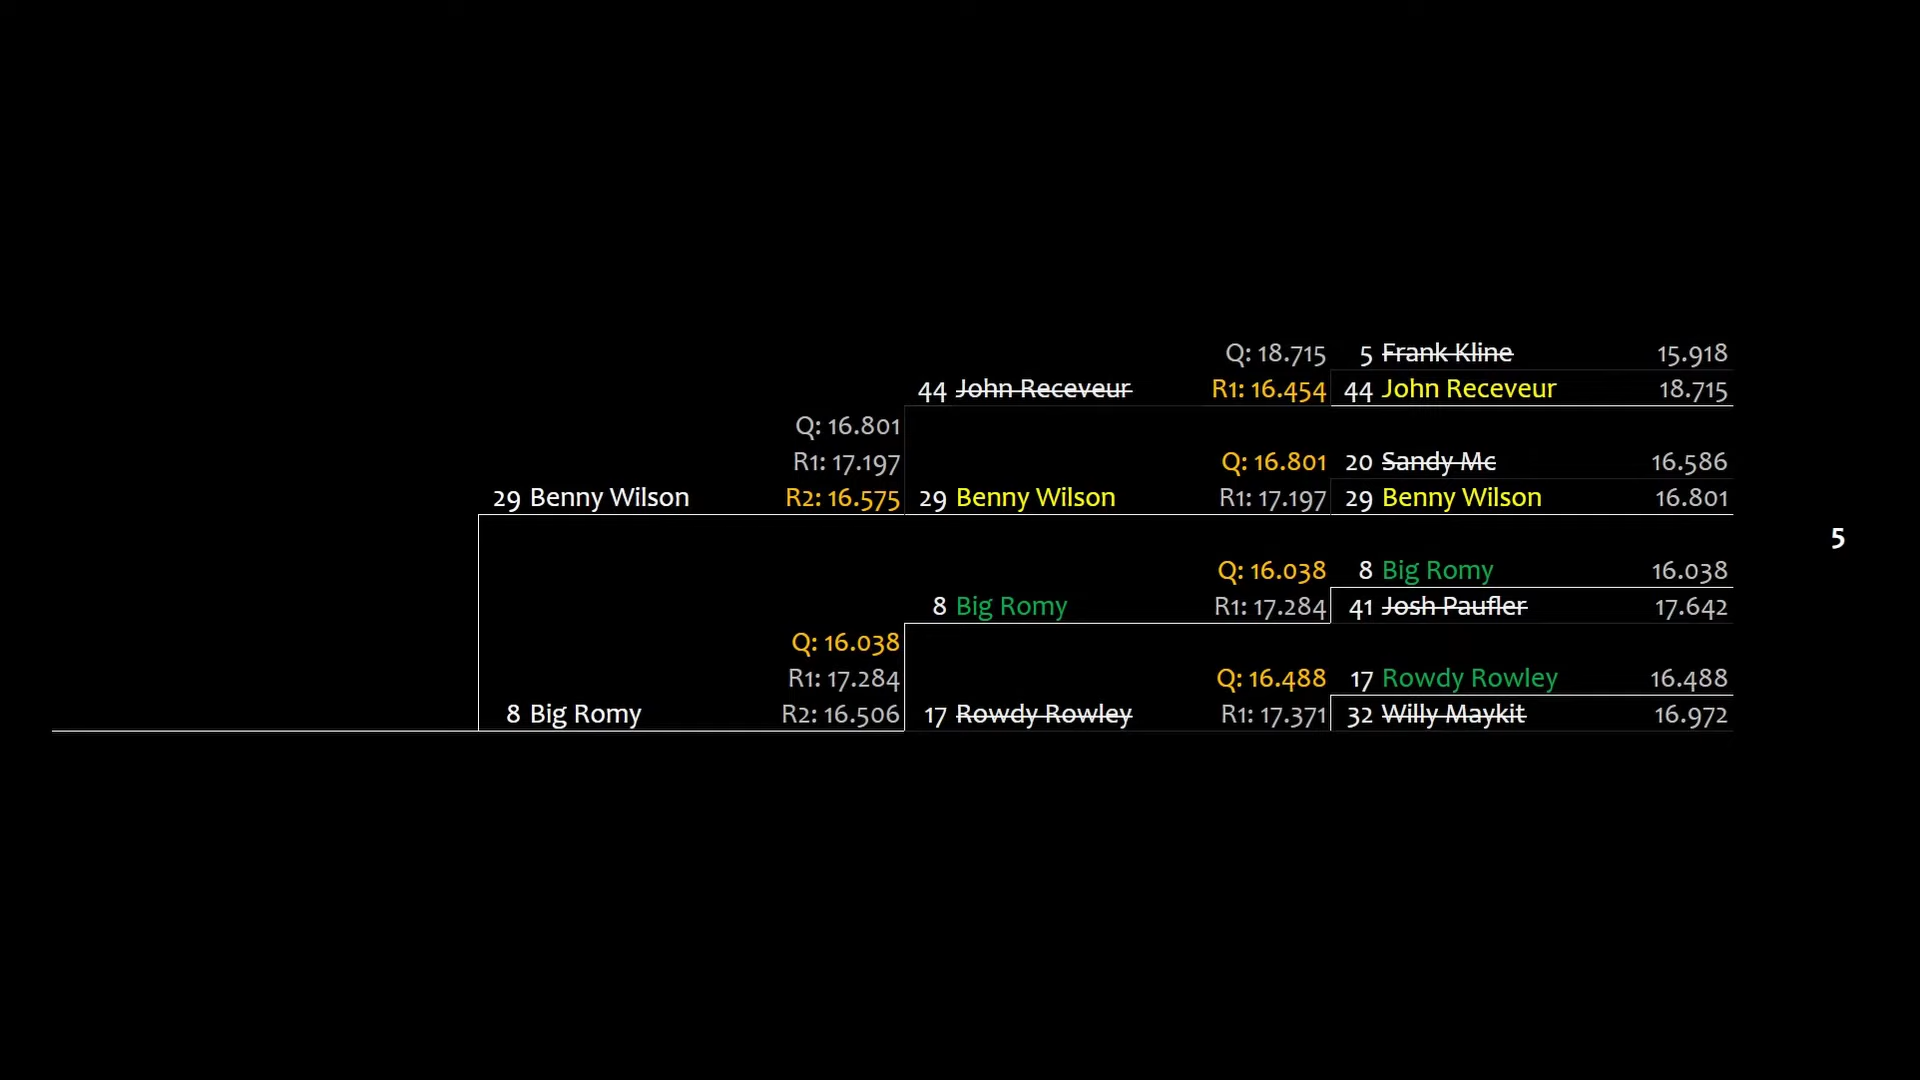 Q: 18.715 5 Frank Kline 15.918
44 John Receveur R1: 16.454 44 John Receveur 18.715
Q: 16.801
R1: 17.197 Q: 16.801 20 Sandy Mc 16.586
29 Benny Wilson R2: 16.575 29 Benny Wilson R1: 17.197 29 Benny Wilson 16.801
5
Q: 16.038 8 Big Romy 16.038
8 Big Romy R1: 17.284 41 Josh Paufler 17.642
Q: 16.038
R1: 17.284 Q: 16.488 17 Rowdy Rowley 16.488
8 Big Romy R2: 16.506 17 Rowdy Rowley R1: 17.371 32 Willy Maykit 16.972